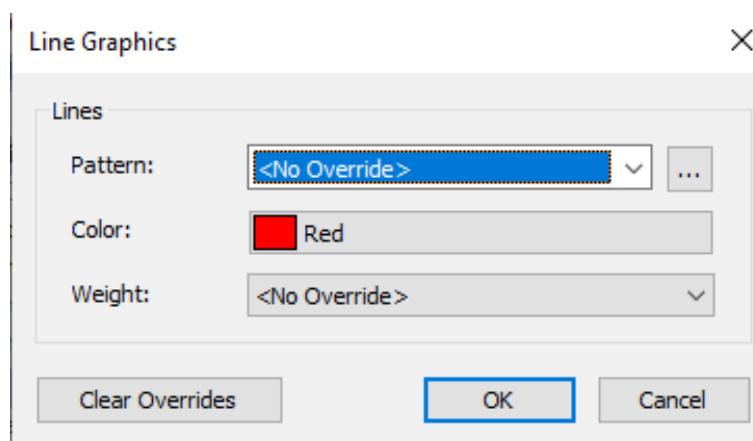 Line Graphics
Lines
Pattern: <No Override> ...
Color: Red
Weight: <No Override>
Clear Overrides OK Cancel